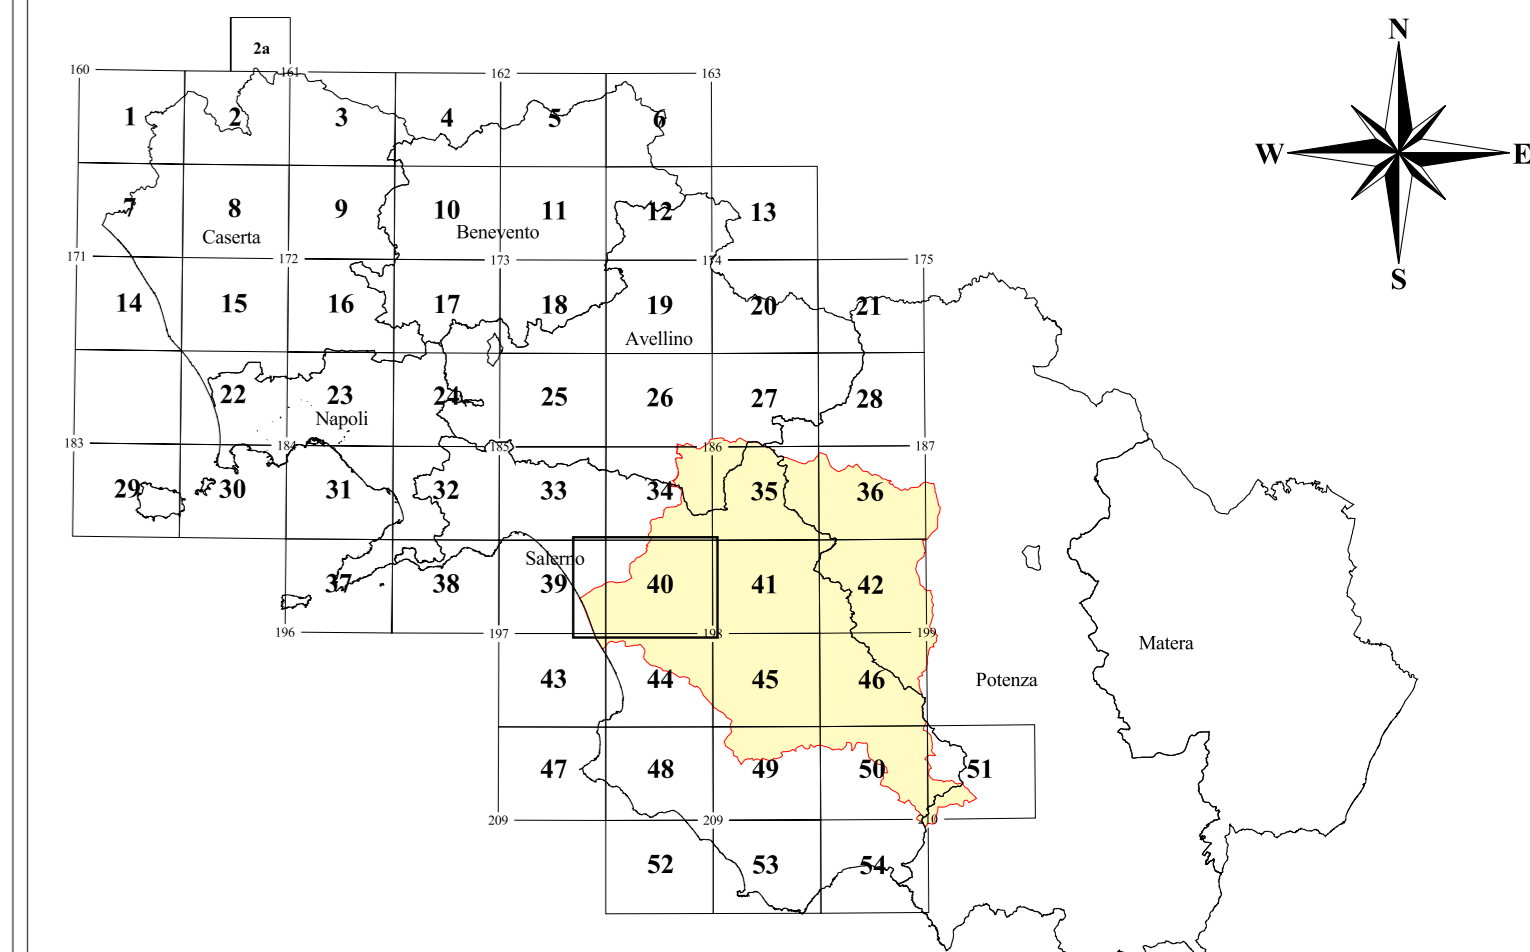 N
2a
160 161 162 163
1 2 3 4 5 6
W E
7 8 9 10 11 12 13
Caserta Benevento
171 172 173 174 175
S
14 15 16 17 18 19 20 21
Avellino
22 23 24 25 26 27 28
Napoli
183 184 185 186 187
29 30 31 32 33 34 35 36
Salerno
37 38 39 40 41 42
196 197 198 199
Matera
43 44 45 46 Potenza
47 48 49 50 51
209 209 210
52 53 54